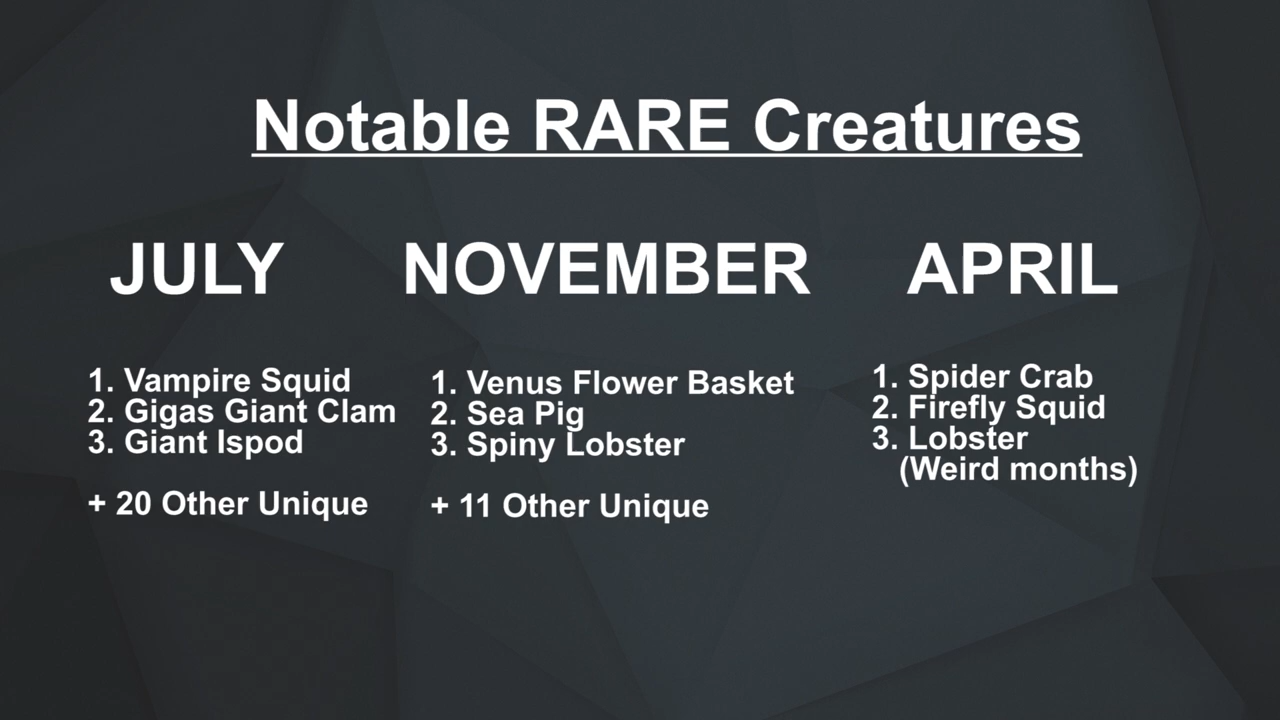 Notable RARE Creatures
JULY
1. Vampire Squid
2. Gigas Giant Clam
3. Giant Ispod
+ 20 Other Unique
NOVEMBER
1. Venus Flower Basket
2. Sea Pig
3. Spiny Lobster
+ 11 Other Unique
APRIL
1. Spider Crab
2. Firefly Squid
3. Lobster
(Weird months)